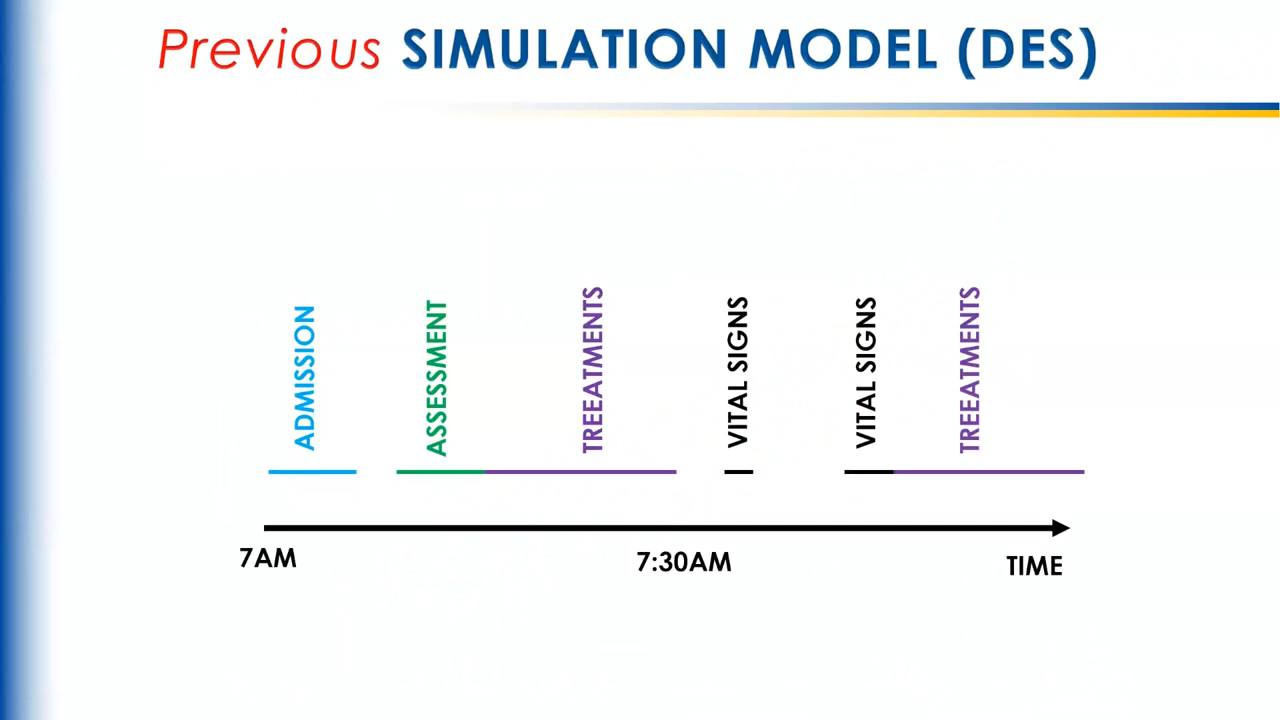 Previous SIMULATION MODEL (DES)
ADMISSION
ASSESSMENT
TREEATMENTS
VITAL SIGNS
VITAL SIGNS
TREEATMENTS
7AM
7:30AM
TIME